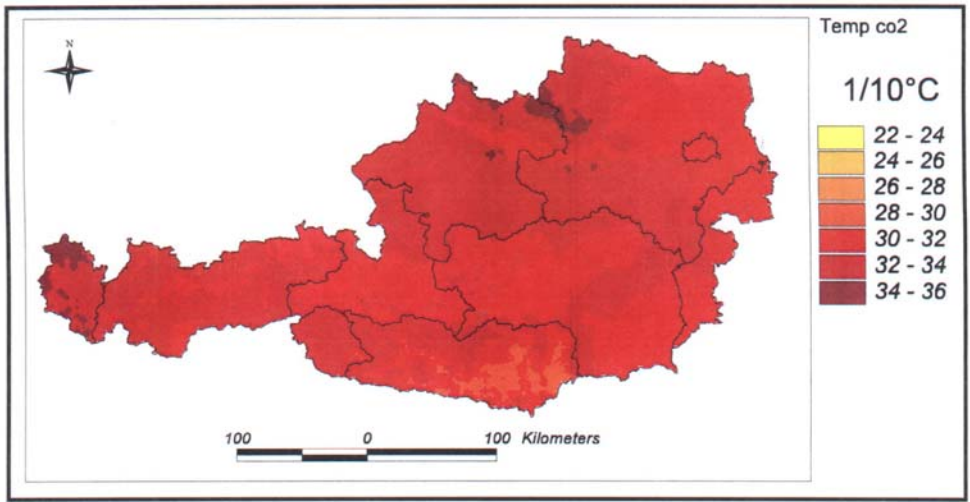 Temp co2
N
1/10°C
22 - 24
24 - 26
26 - 28
28 - 30
30 - 32
32 - 34
34 - 36
100 0 100 Kilometers